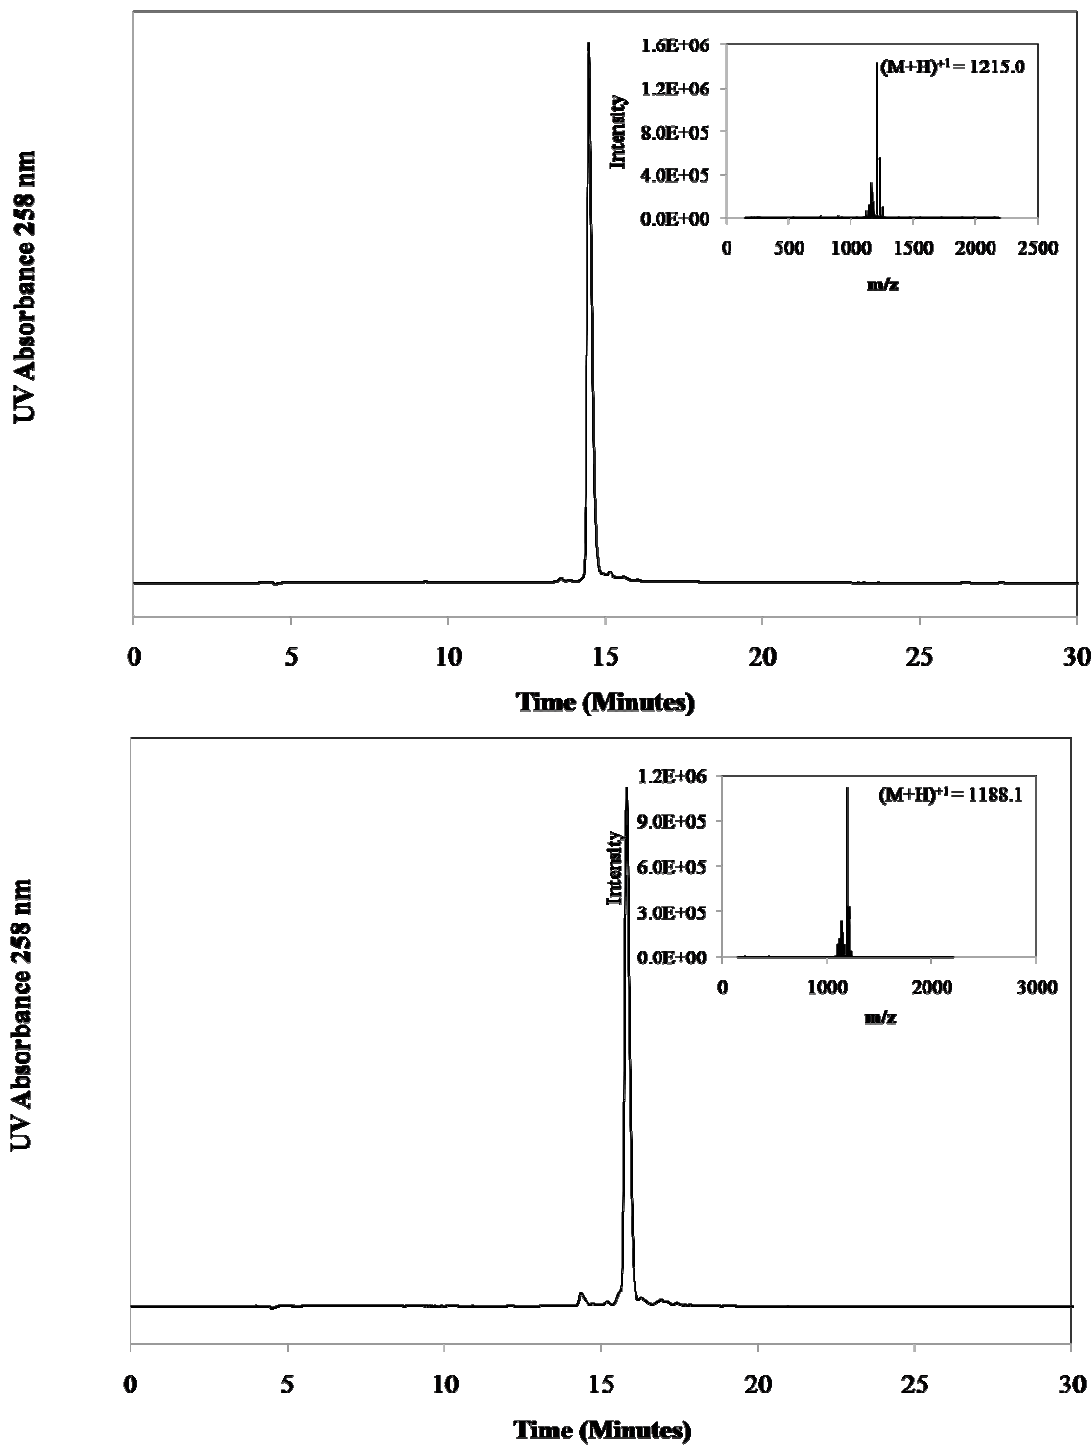 UV Absorbance 258 nm
1.6E+06
1.2E+06
8.0E+05
4.0E+05
0.0E+00
Intensity
(M+H)⁺¹ = 1215.0
0 500 1000 1500 2000 2500
m/z
0 5 10 15 20 25 30
Time (Minutes)
UV Absorbance 258 nm
1.2E+06
9.0E+05
6.0E+05
3.0E+05
0.0E+00
Intensity
(M+H)⁺¹ = 1188.1
0 1000 2000 3000
m/z
0 5 10 15 20 25 30
Time (Minutes)